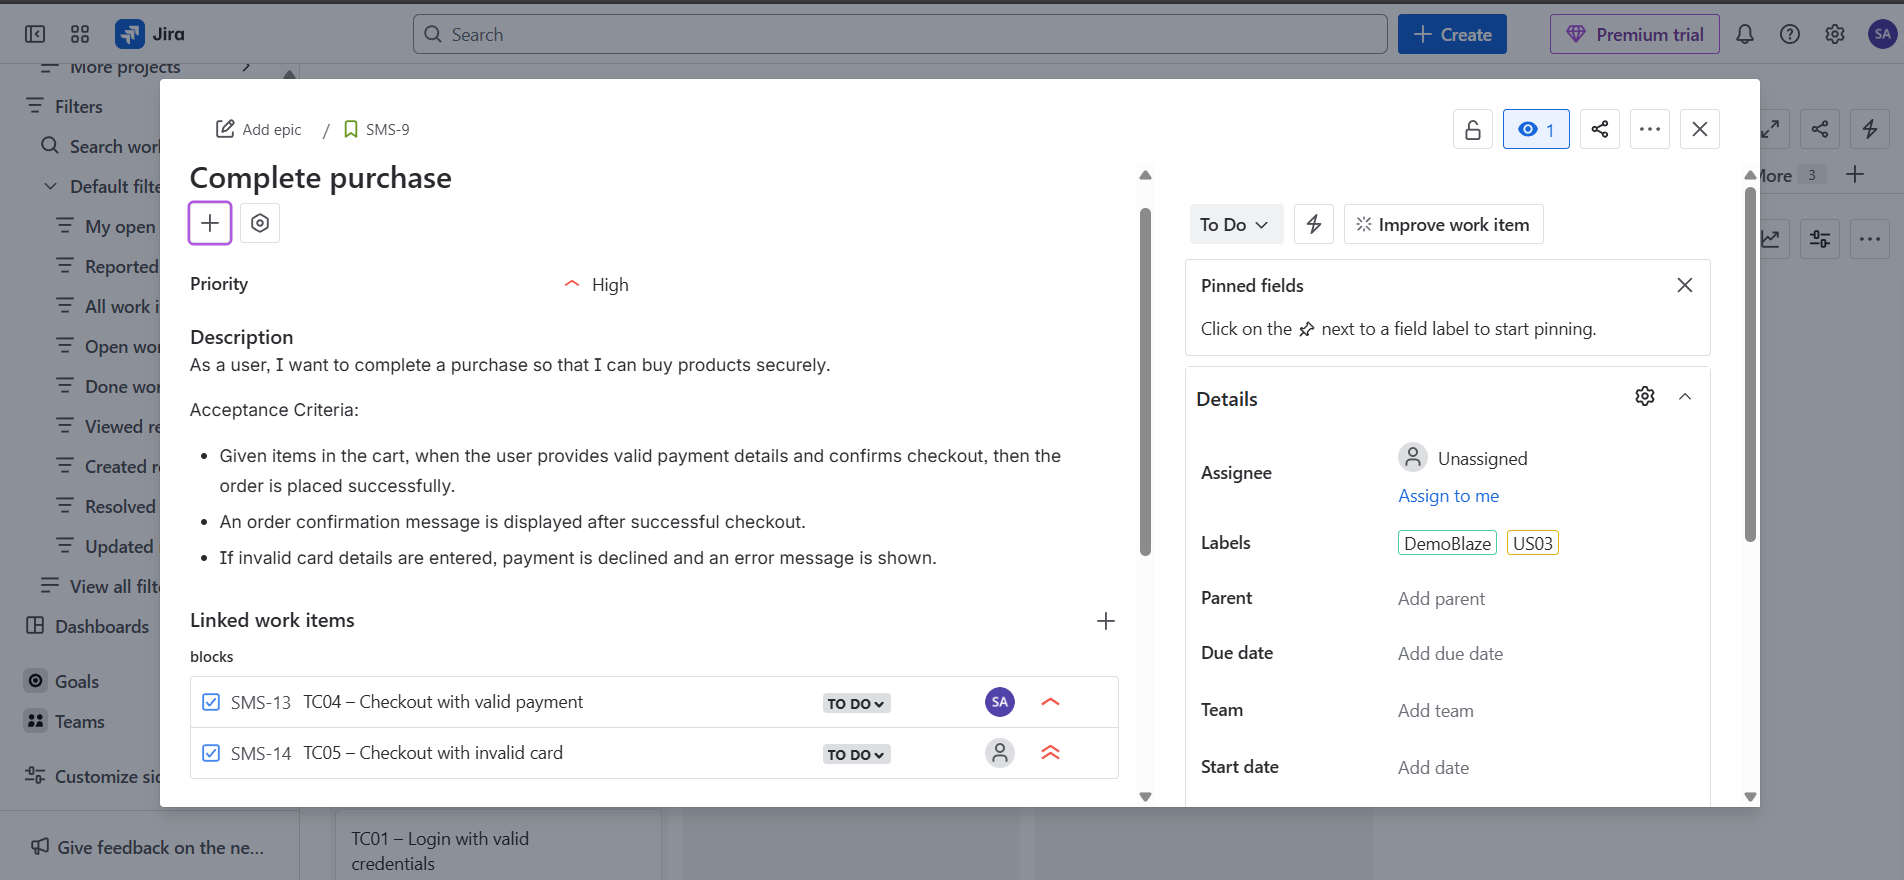 Jira
Search
Create
Premium trial
SA
More projects
Filters
Search wor
Default filte
My open
Reported
All work i
Open wor
Done wor
Viewed re
Created r
Resolved
Updated
View all filt
Dashboards
Goals
Teams
Customize sid
Give feedback on the ne...
Add epic / SMS-9
1
Complete purchase
Priority
High
Description
As a user, I want to complete a purchase so that I can buy products securely.
Acceptance Criteria:
• Given items in the cart, when the user provides valid payment details and confirms checkout, then the
order is placed successfully.
• An order confirmation message is displayed after successful checkout.
• If invalid card details are entered, payment is declined and an error message is shown.
Linked work items
blocks
SMS-13 TC04 – Checkout with valid payment TO DO SA
SMS-14 TC05 – Checkout with invalid card TO DO
To Do
Improve work item
Pinned fields
Click on the next to a field label to start pinning.
Details
Assignee
Unassigned
Assign to me
Labels
DemoBlaze US03
Parent
Add parent
Due date
Add due date
Team
Add team
Start date
Add date
More 3
TC01 – Login with valid
credentials